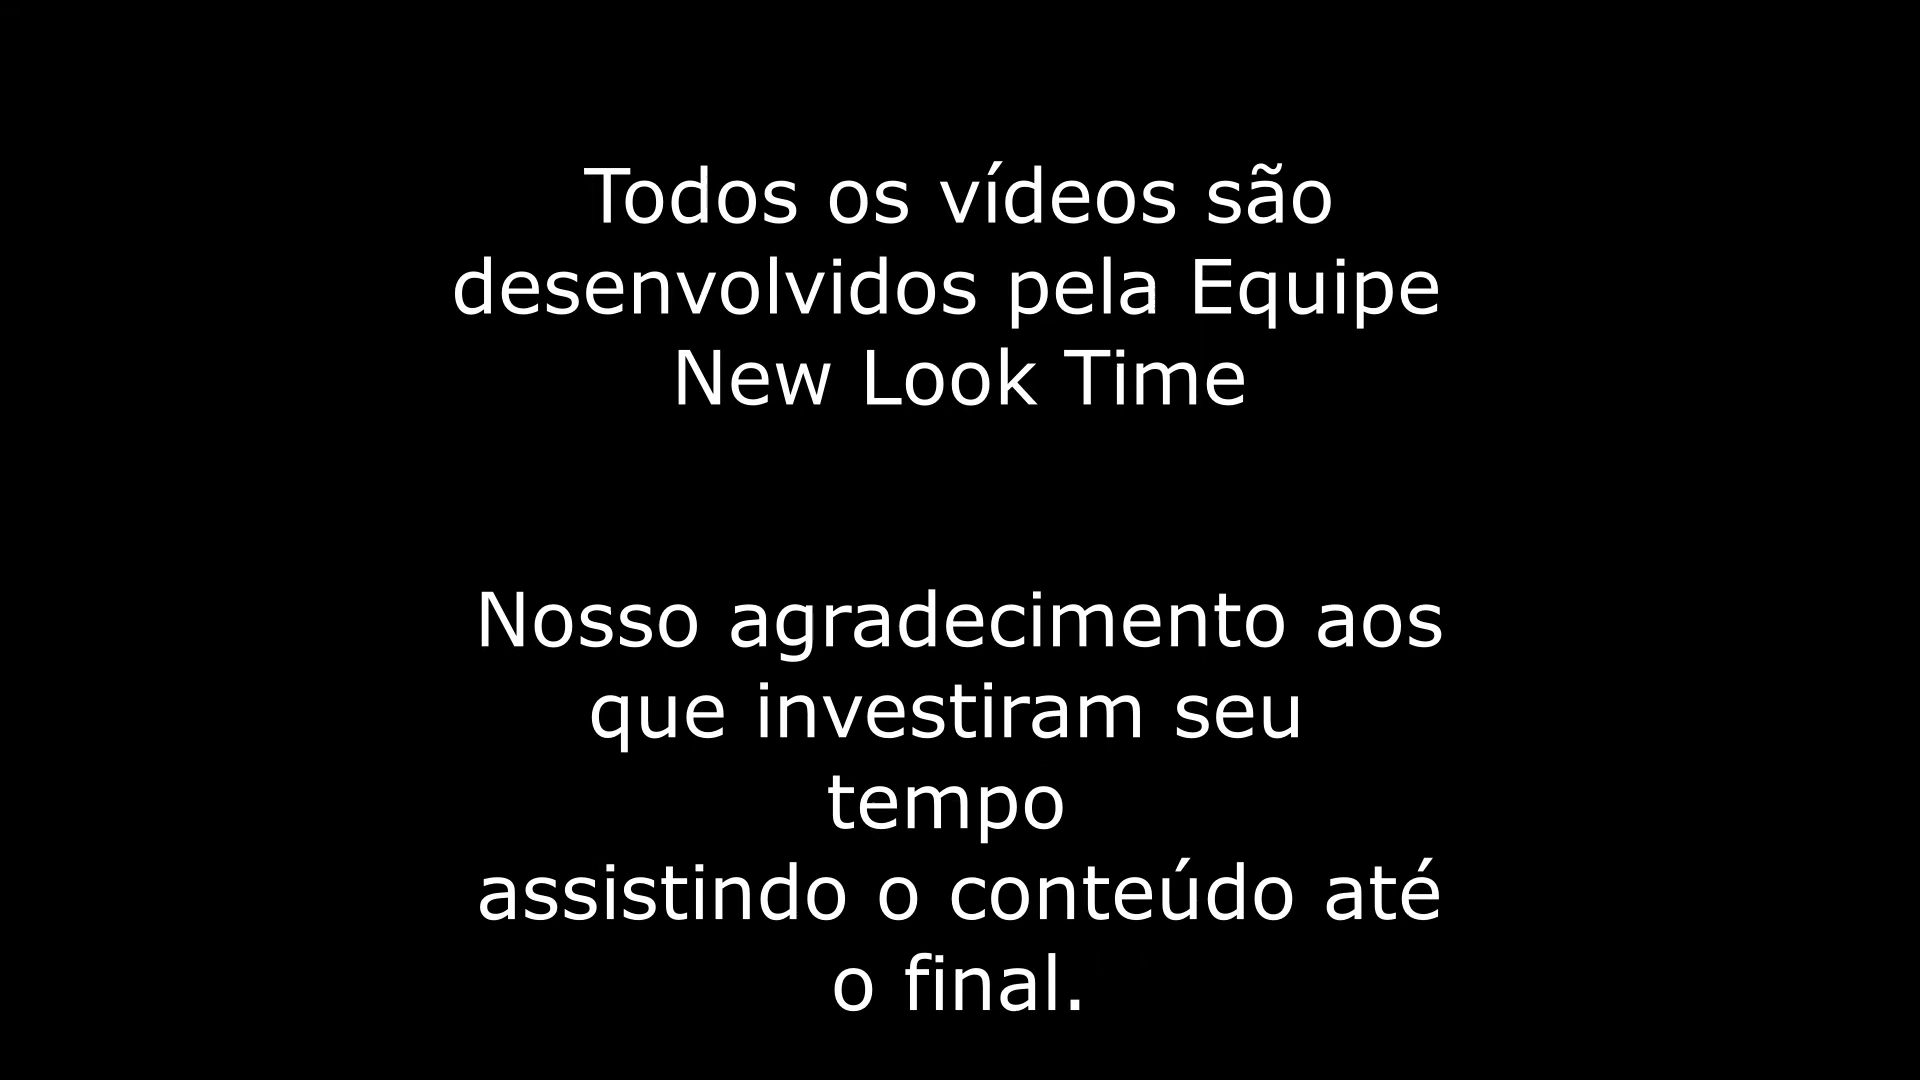 Todos os vídeos são
desenvolvidos pela Equipe
New Look Time
Nosso agradecimento aos
que investiram seu
tempo
assistindo o conteúdo até
o final.